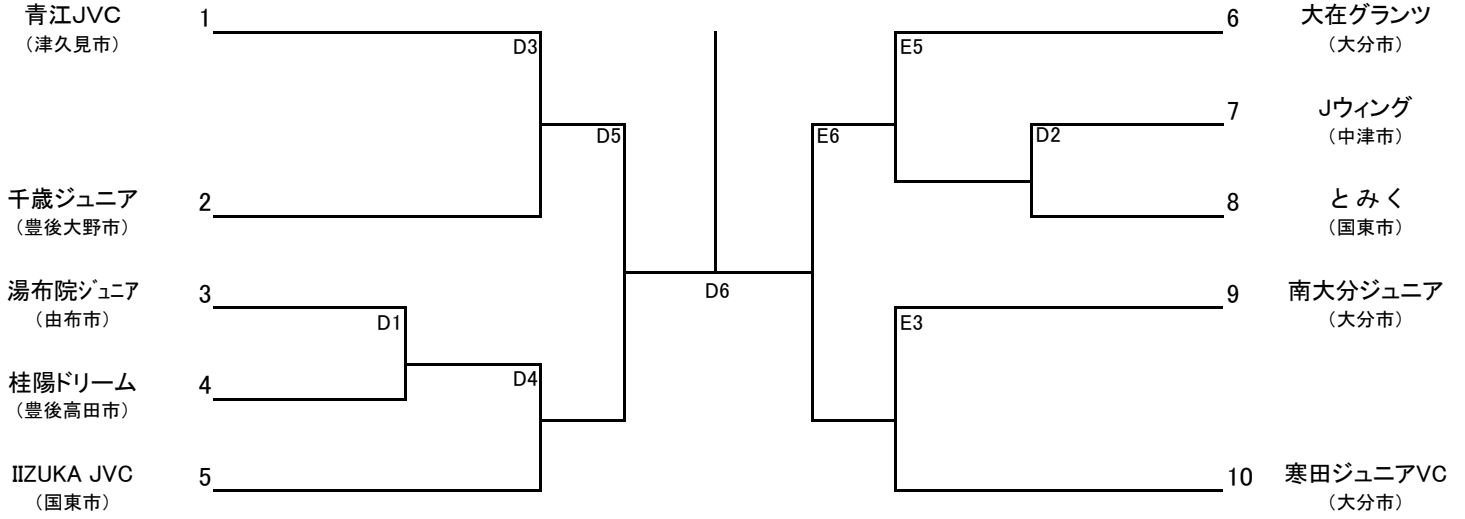 青江JVC
（津久見市）
1
D3
千歳ジュニア
（豊後大野市）
2
D5
湯布院ｼﾞｭﾆｱ
（由布市）
3
D1
桂陽ドリーム
（豊後高田市）
4
D4
IIZUKA JVC
（国東市）
5
D6
6
大在グランツ
（大分市）
E5
7
Jウィング
（中津市）
D2
E6
8
と み く
（国東市）
9
南大分ジュニア
（大分市）
E3
10
寒田ジュニアVC
（大分市）